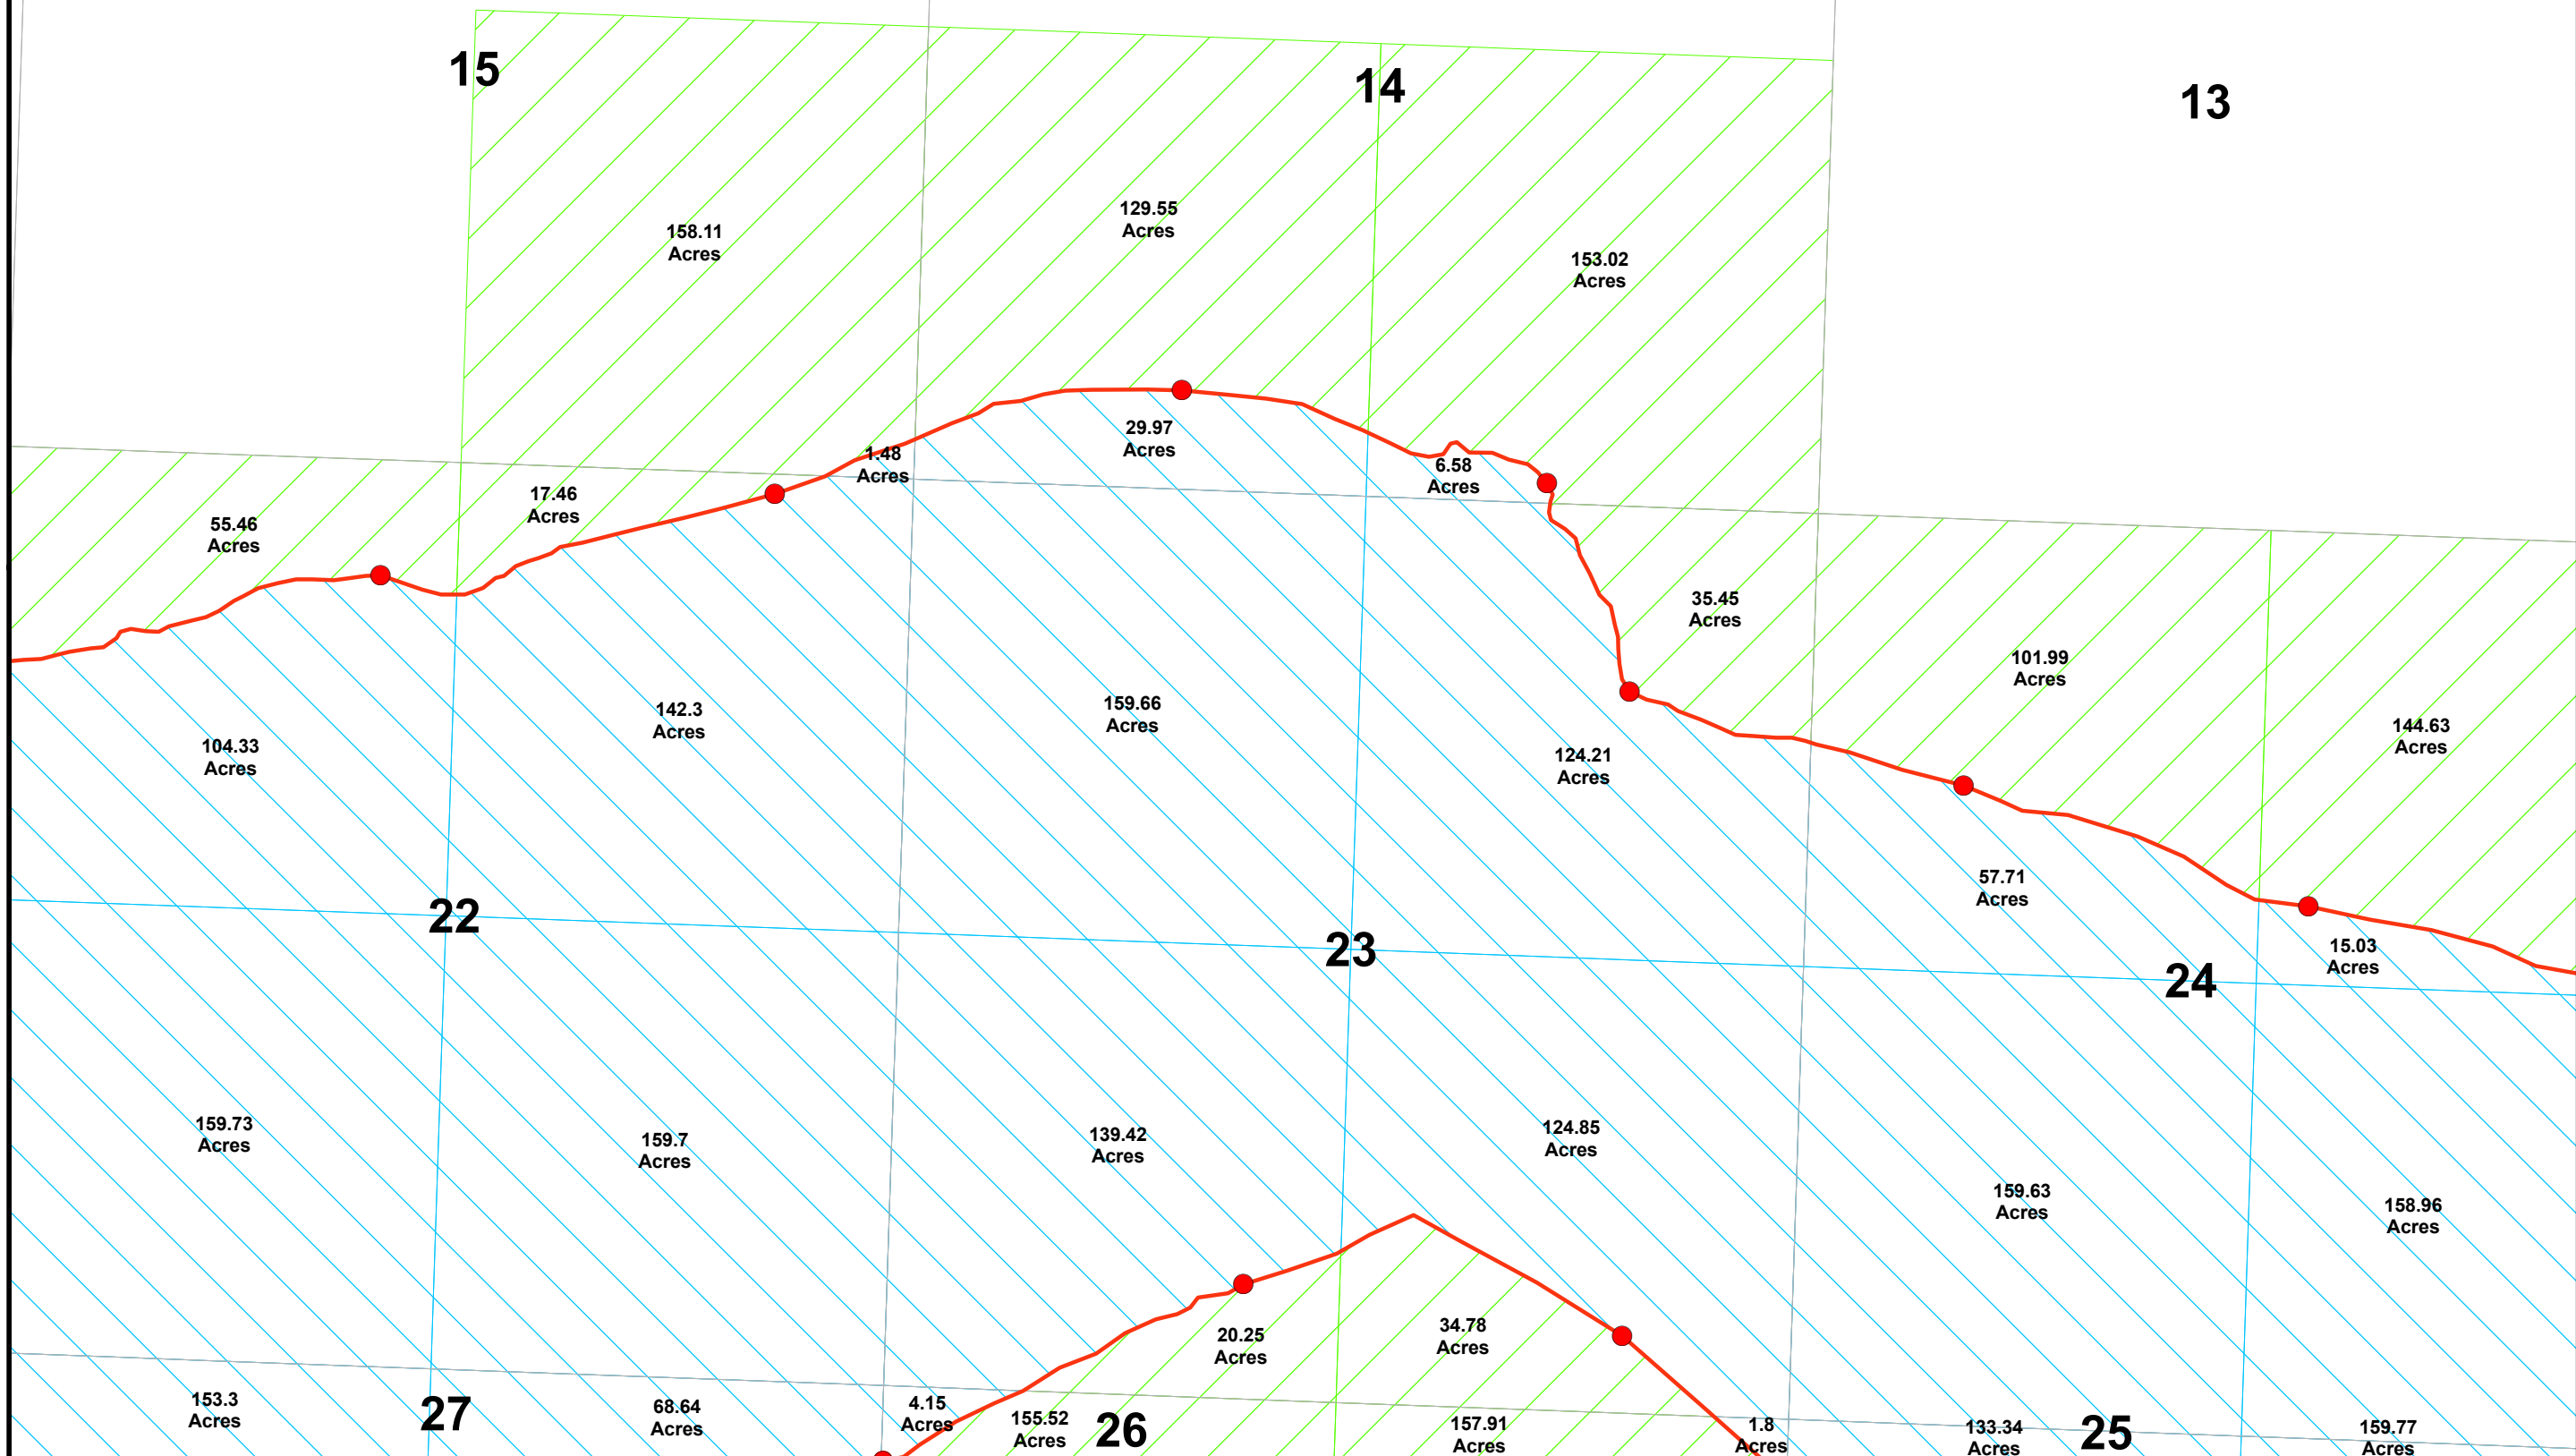 15
14
13
129.55
Acres
158.11
Acres
153.02
Acres
29.97
Acres
1.48
Acres
6.58
Acres
17.46
Acres
55.46
Acres
35.45
Acres
101.99
Acres
159.66
Acres
142.3
Acres
144.63
Acres
104.33
Acres
124.21
Acres
57.71
Acres
22
23
15.03
Acres
24
159.73
Acres
139.42
Acres
124.85
Acres
159.7
Acres
159.63
Acres
158.96
Acres
34.78
Acres
20.25
Acres
153.3
Acres
27
68.64
Acres
4.15
Acres
155.52
Acres
26
157.91
Acres
1.8
Acres
133.34
Acres
25
159.77
Acres